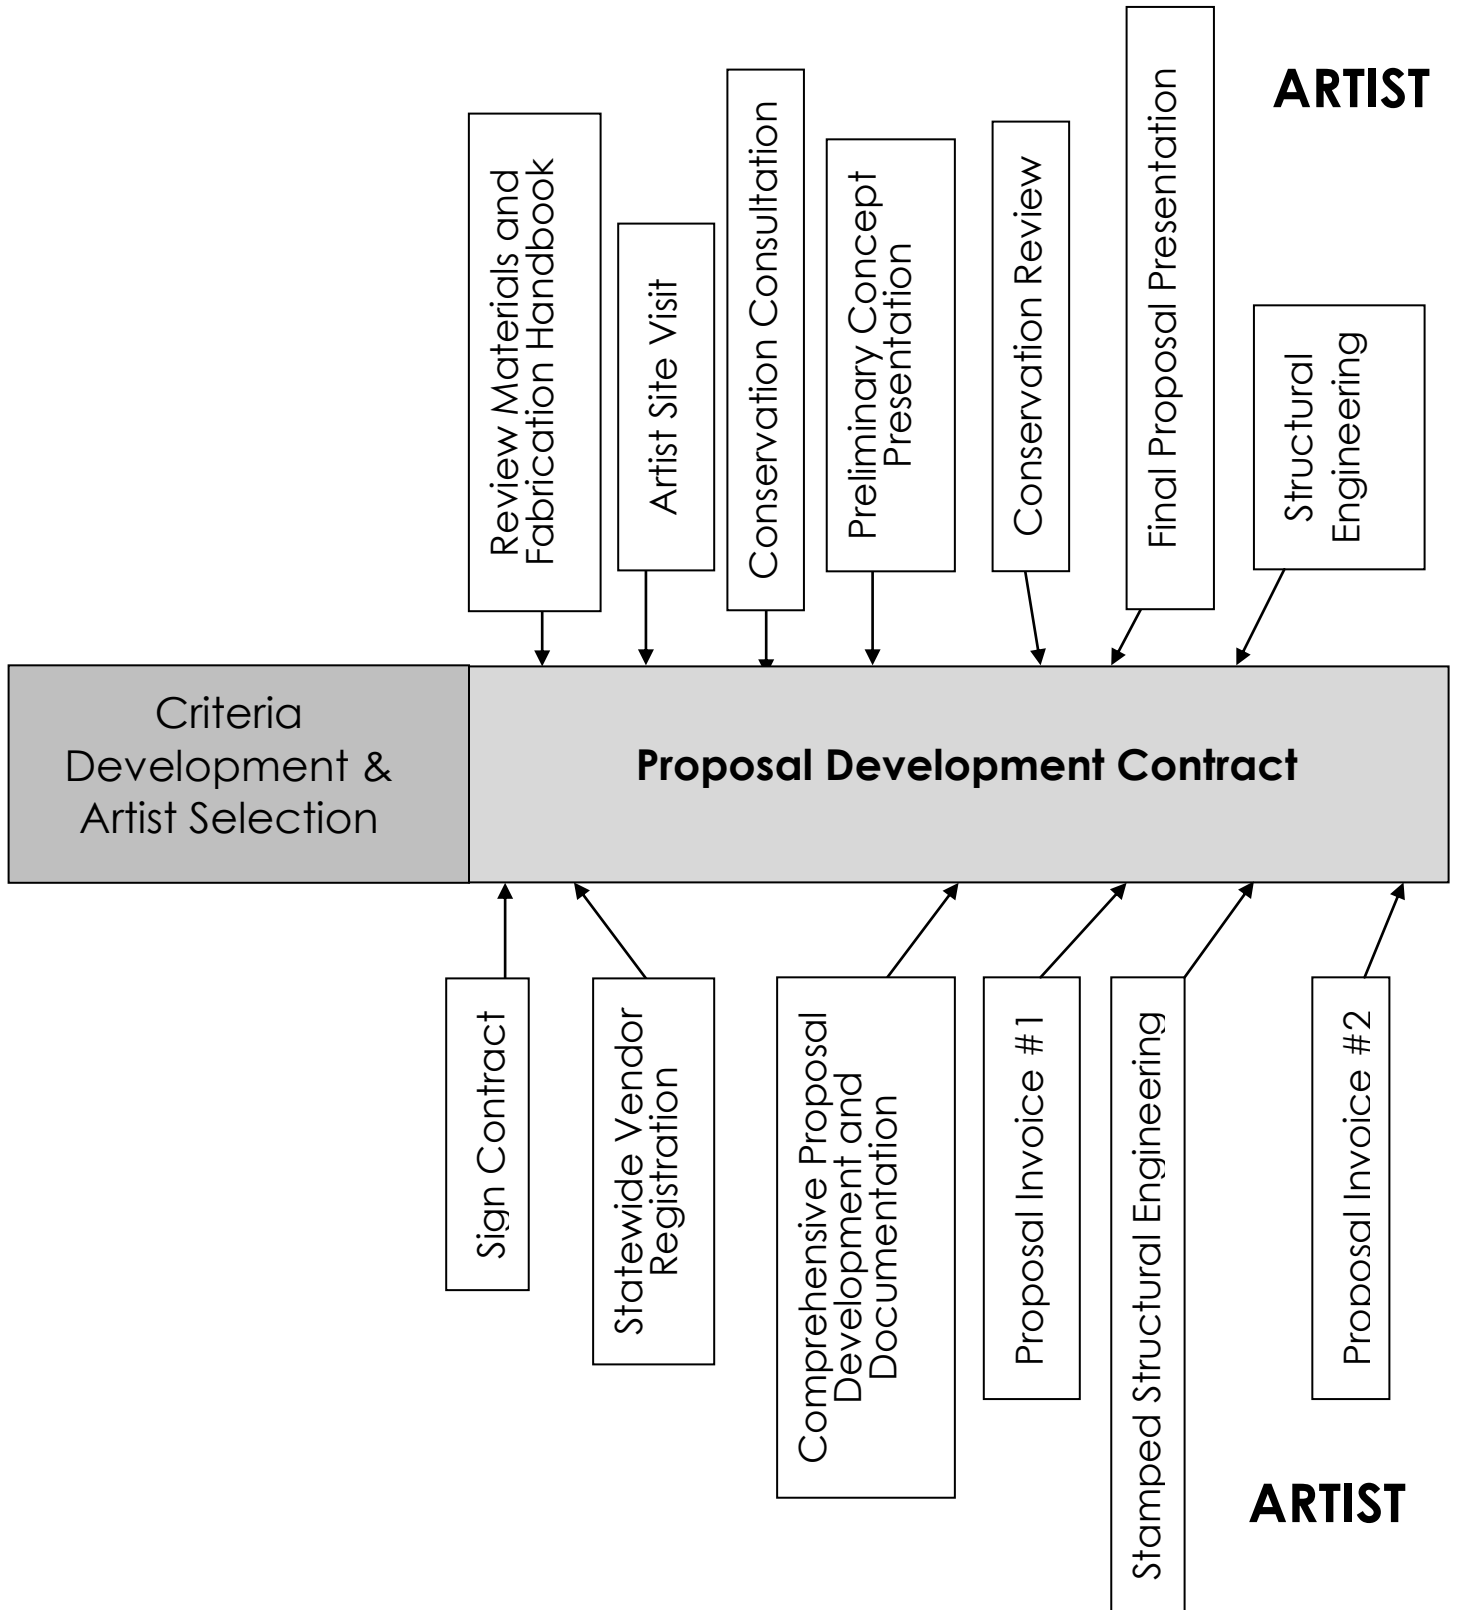 ARTIST
Review Materials and
Fabrication Handbook
Artist Site Visit
Conservation Consultation
Preliminary Concept
Presentation
Conservation Review
Final Proposal Presentation
Structural
Engineering
Criteria
Development &
Artist Selection
Proposal Development Contract
Sign Contract
Statewide Vendor
Registration
Comprehensive Proposal
Development and
Documentation
Proposal Invoice #1
Stamped Structural Engineering
Proposal Invoice #2
ARTIST